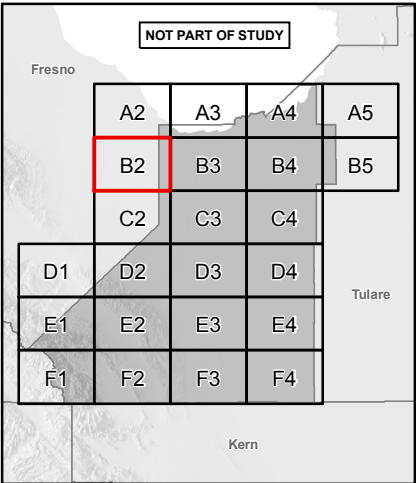 NOT PART OF STUDY
Fresno
A2 A3 A4 A5
B2 B3 B4 B5
C2 C3 C4
D1 D2 D3 D4
Tulare
E1 E2 E3 E4
F1 F2 F3 F4
Kern